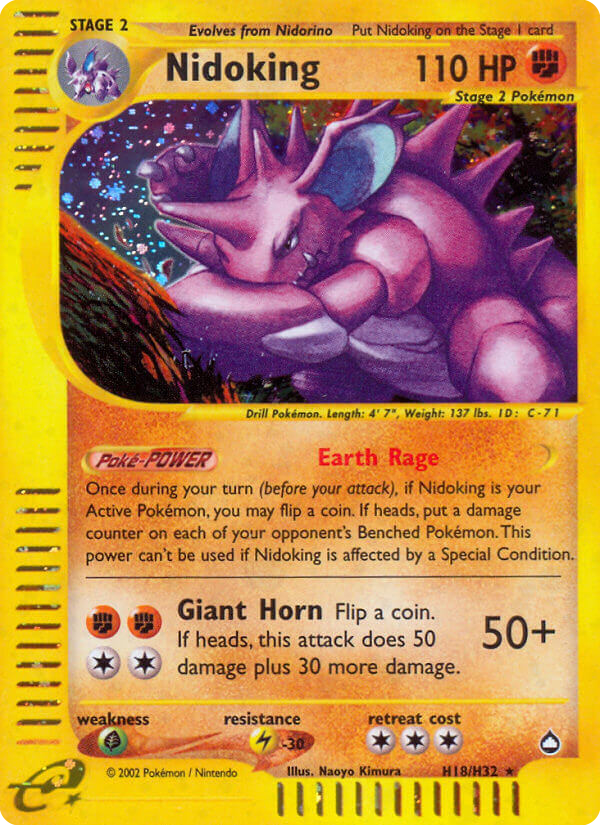 STAGE 2
Evolves from Nidorino Put Nidoking on the Stage 1 card
Nidoking 110 HP
Stage 2 Pokémon
Drill Pokémon. Length: 4' 7", Weight: 137 lbs. ID: C-71
Poké-POWER Earth Rage
Once during your turn (before your attack), if Nidoking is your
Active Pokémon, you may flip a coin. If heads, put a damage
counter on each of your opponent's Benched Pokémon. This
power can't be used if Nidoking is affected by a Special Condition.
Giant Horn Flip a coin.
If heads, this attack does 50
damage plus 30 more damage.
50+
weakness resistance retreat cost
-30
© 2002 Pokémon / Nintendo Illus. Naoyo Kimura H18/H32